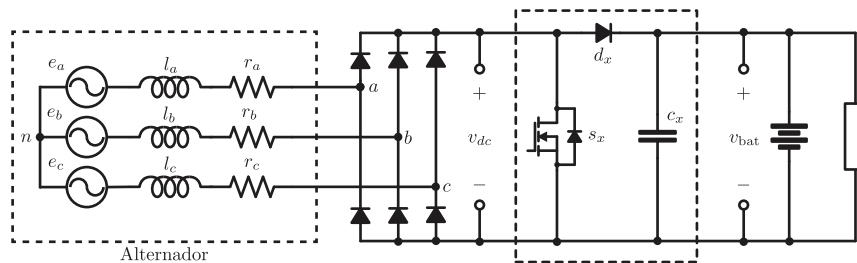 e_a l_a r_a
a
d_x
+ +
e_b l_b r_b
c_x
n b v_dc s_x v_bat
e_c l_c r_c
c
− −
Alternador